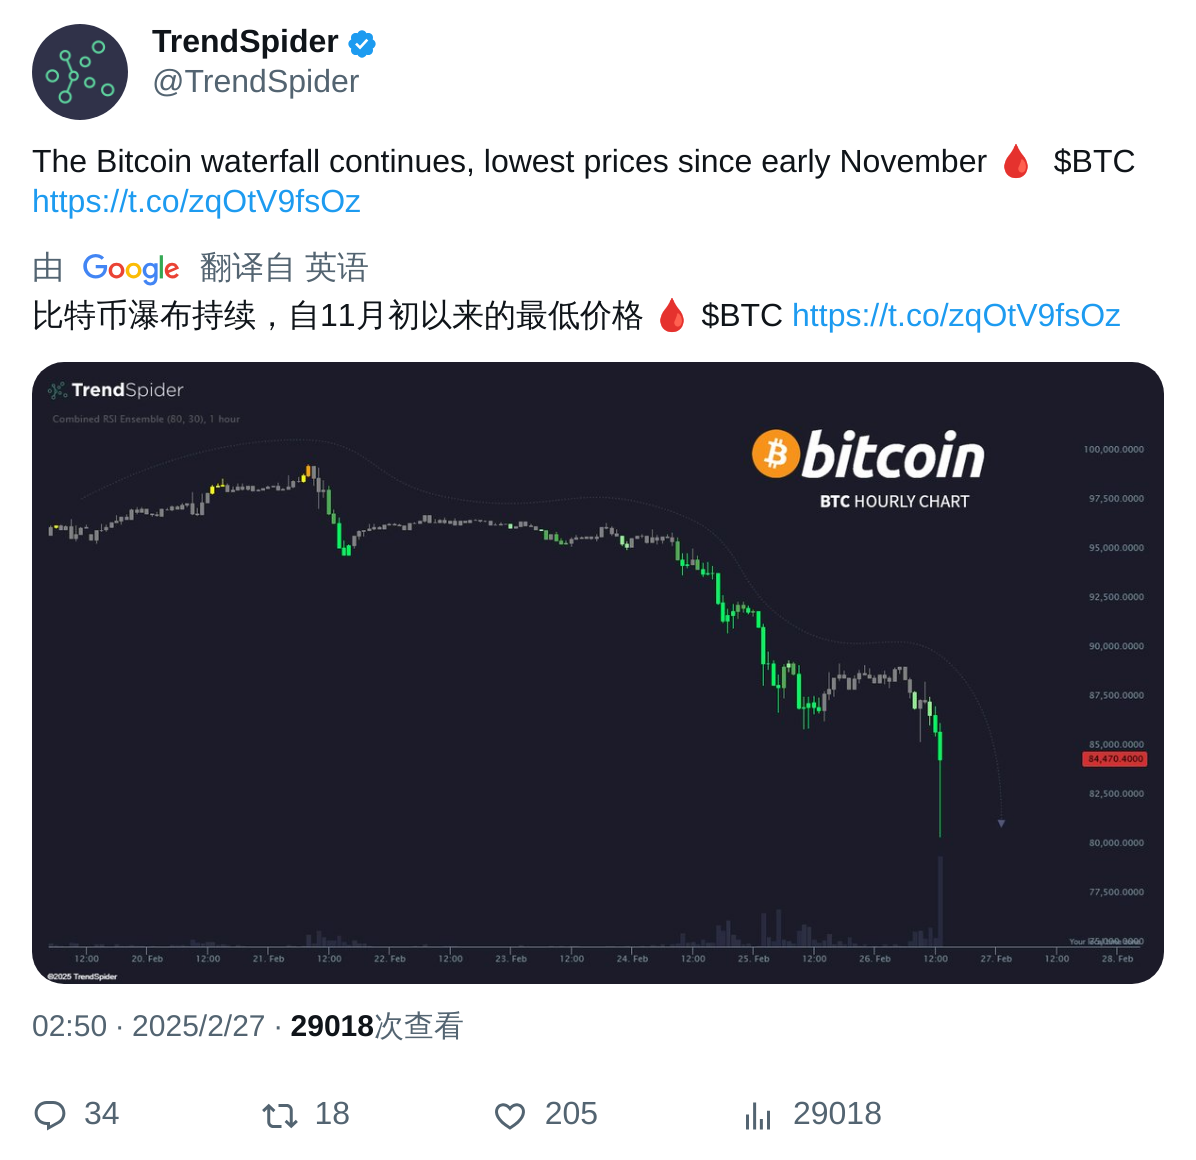 TrendSpider
@TrendSpider
The Bitcoin waterfall continues, lowest prices since early November 🩸 $BTC
https://t.co/zqOtV9fsOz
由 Google 翻译自 英语
比特币瀑布持续，自11月初以来的最低价格 🩸 $BTC https://t.co/zqOtV9fsOz
TrendSpider
Combined RSI Ensemble (80, 30), 1 hour
bitcoin
BTC HOURLY CHART
100,000.0000
97,500.0000
95,000.0000
92,500.0000
90,000.0000
87,500.0000
85,000.0000
84,470.4000
82,500.0000
80,000.0000
77,500.0000
75,000.0000
12:00 20. Feb 12:00 21. Feb 12:00 22. Feb 12:00 23. Feb 12:00 24. Feb 12:00 25. Feb 12:00 26. Feb 12:00 27. Feb 12:00 28. Feb
©2025 TrendSpider
02:50 · 2025/2/27 · 29018次查看
34 18 205 29018